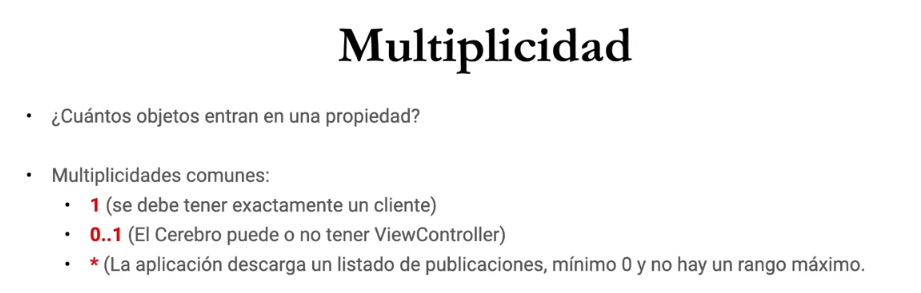 Multiplicidad
• ¿Cuántos objetos entran en una propiedad?
• Multiplicidades comunes:
• 1 (se debe tener exactamente un cliente)
• 0..1 (El Cerebro puede o no tener ViewController)
• * (La aplicación descarga un listado de publicaciones, mínimo 0 y no hay un rango máximo.